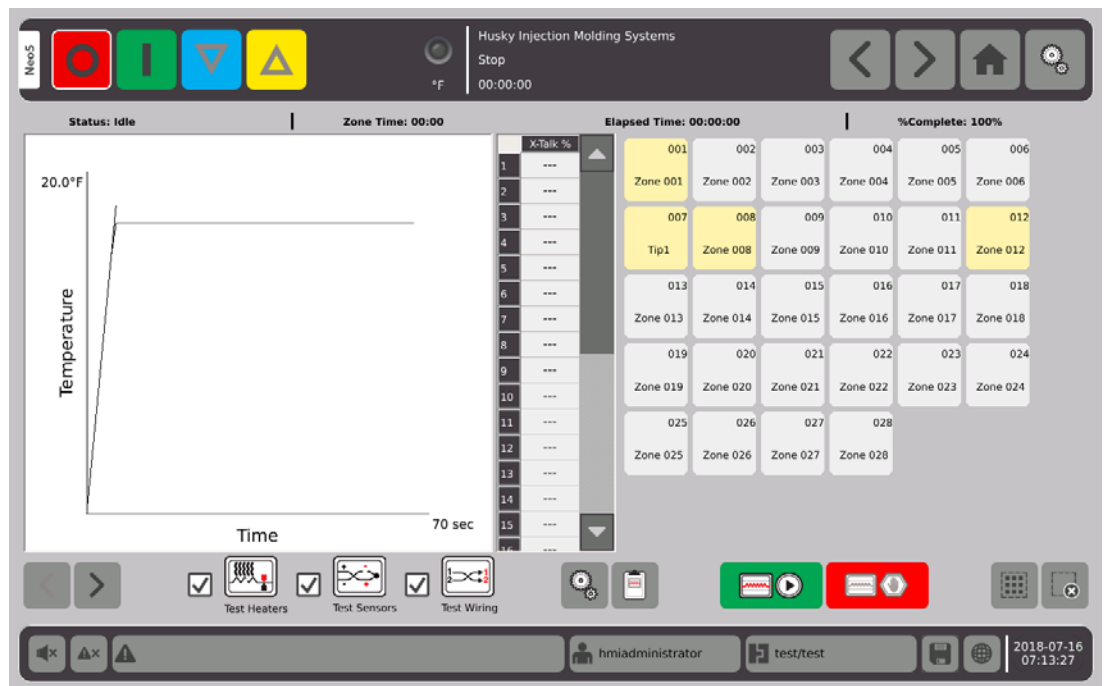 Neo5
°F
Husky Injection Molding Systems
Stop
00:00:00
Status: Idle
Zone Time: 00:00
Elapsed Time: 00:00:00
%Complete: 100%
20.0°F
Temperature
Time
70 sec
X-Talk %
1 ---
2 ---
3 ---
4 ---
5 ---
6 ---
7 ---
8 ---
9 ---
10 ---
11 ---
12 ---
13 ---
14 ---
15 ---
16 ---
001 002 003 004 005 006
Zone 001 Zone 002 Zone 003 Zone 004 Zone 005 Zone 006
007 008 009 010 011 012
Tip1 Zone 008 Zone 009 Zone 010 Zone 011 Zone 012
013 014 015 016 017 018
Zone 013 Zone 014 Zone 015 Zone 016 Zone 017 Zone 018
019 020 021 022 023 024
Zone 019 Zone 020 Zone 021 Zone 022 Zone 023 Zone 024
025 026 027 028
Zone 025 Zone 026 Zone 027 Zone 028
Test Heaters
Test Sensors
Test Wiring
hmiadministrator
test/test
2018-07-16
07:13:27